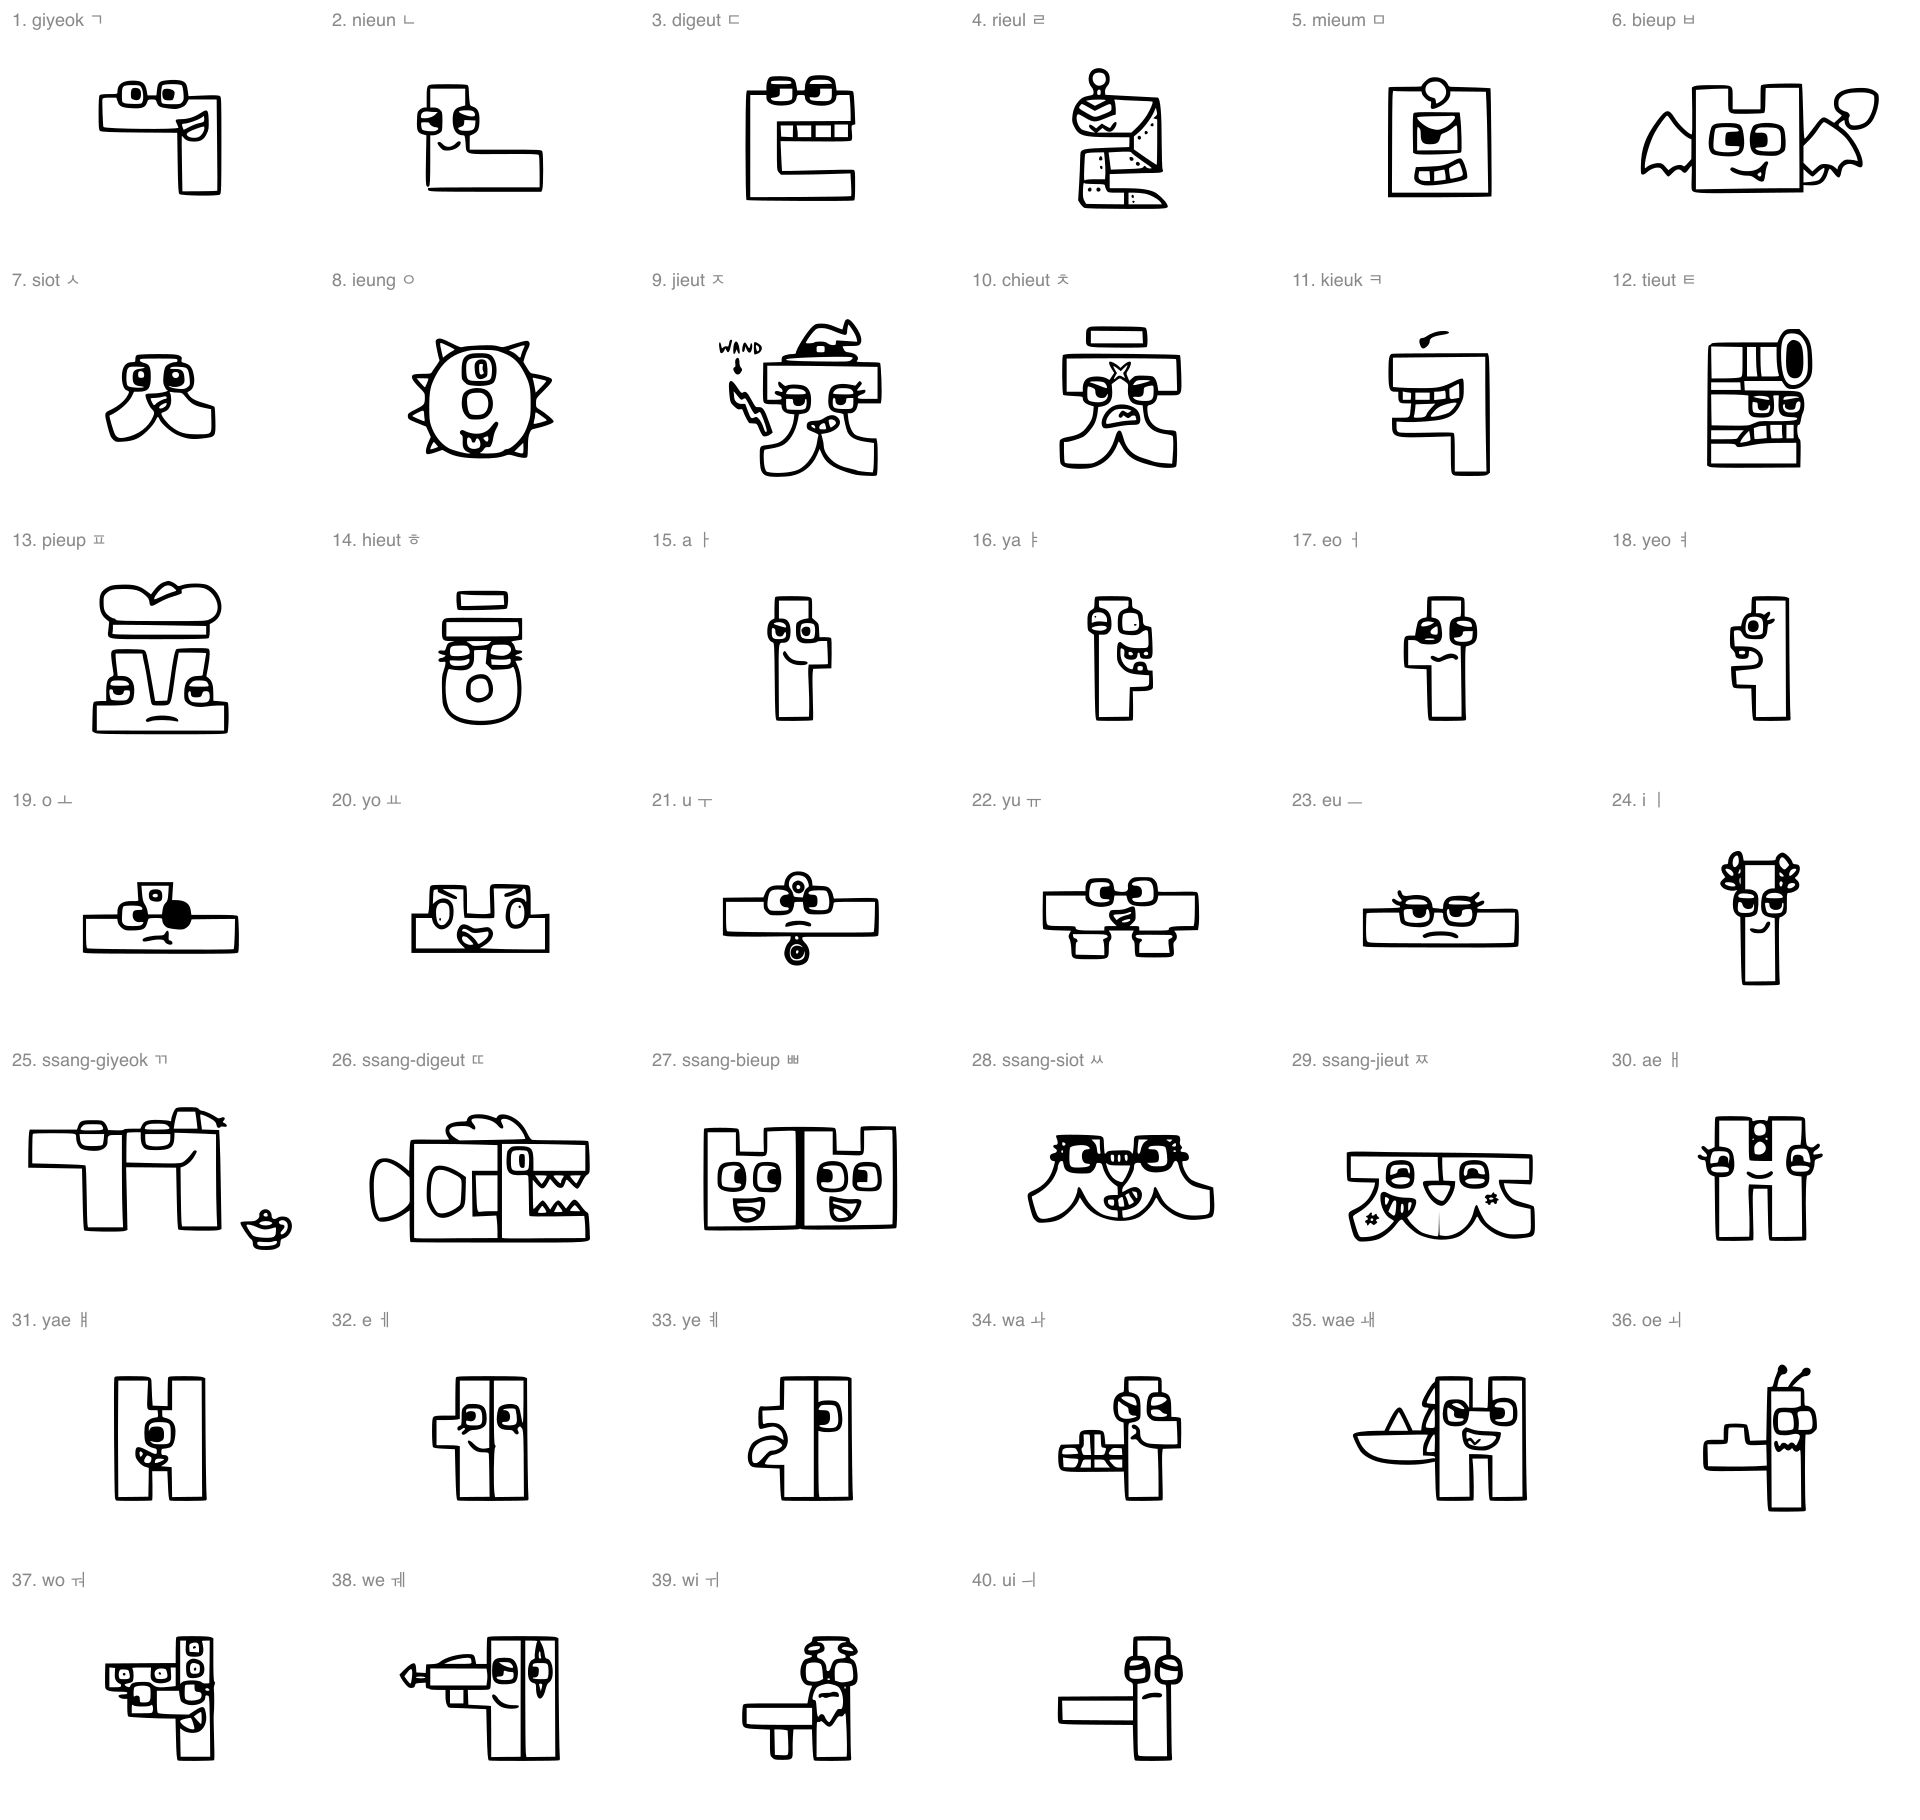 1. giyeok ㄱ
2. nieun ㄴ
3. digeut ㄷ
4. rieul ㄹ
5. mieum ㅁ
6. bieup ㅂ
7. siot ㅅ
8. ieung ㅇ
9. jieut ㅈ
10. chieut ㅊ
11. kieuk ㅋ
12. tieut ㅌ
WAND
13. pieup ㅍ
14. hieut ㅎ
15. a ㅏ
16. ya ㅑ
17. eo ㅓ
18. yeo ㅕ
19. o ㅗ
20. yo ㅛ
21. u ㅜ
22. yu ㅠ
23. eu ㅡ
24. i ㅣ
25. ssang-giyeok ㄲ
26. ssang-digeut ㄸ
27. ssang-bieup ㅃ
28. ssang-siot ㅆ
29. ssang-jieut ㅉ
30. ae ㅐ
31. yae ㅒ
32. e ㅔ
33. ye ㅖ
34. wa ㅘ
35. wae ㅙ
36. oe ㅚ
37. wo ㅝ
38. we ㅞ
39. wi ㅟ
40. ui ㅢ